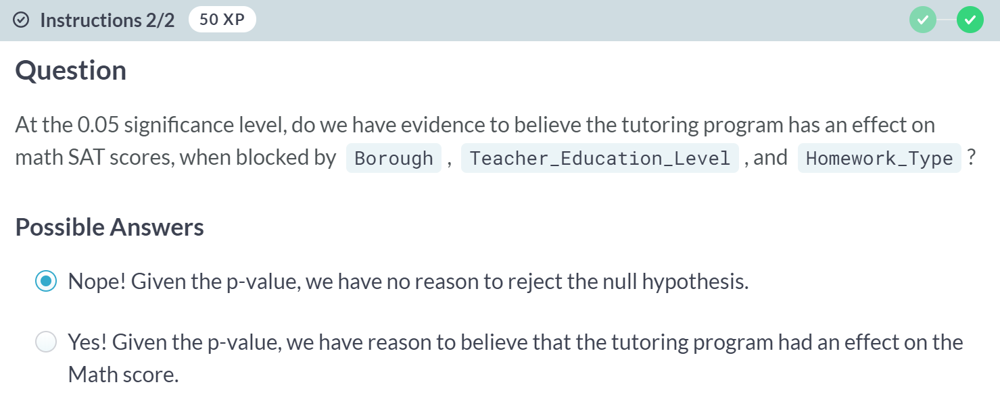 Instructions 2/2 50 XP
Question
At the 0.05 significance level, do we have evidence to believe the tutoring program has an effect on
math SAT scores, when blocked by Borough , Teacher_Education_Level , and Homework_Type ?
Possible Answers
Nope! Given the p-value, we have no reason to reject the null hypothesis.
Yes! Given the p-value, we have reason to believe that the tutoring program had an effect on the
Math score.